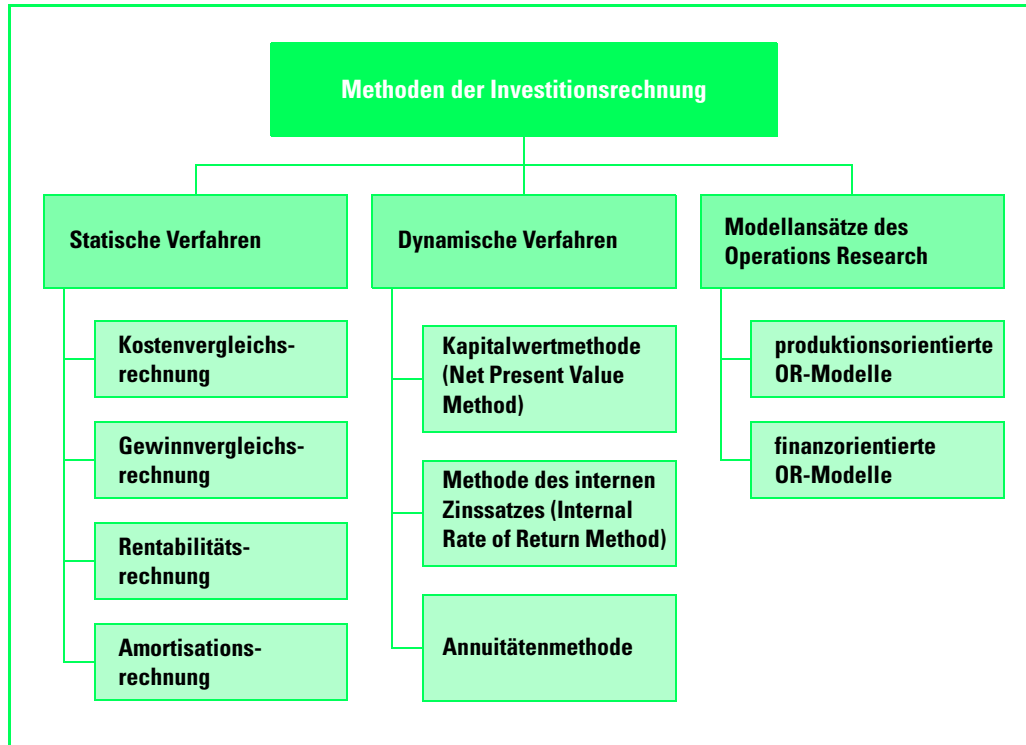 Methoden der Investitionsrechnung
Statische Verfahren
Kostenvergleichs-
rechnung
Gewinnvergleichs-
rechnung
Rentabilitäts-
rechnung
Amortisations-
rechnung
Dynamische Verfahren
Kapitalwertmethode
(Net Present Value
Method)
Methode des internen
Zinssatzes (Internal
Rate of Return Method)
Annuitätenmethode
Modellansätze des
Operations Research
produktionsorientierte
OR-Modelle
finanzorientierte
OR-Modelle